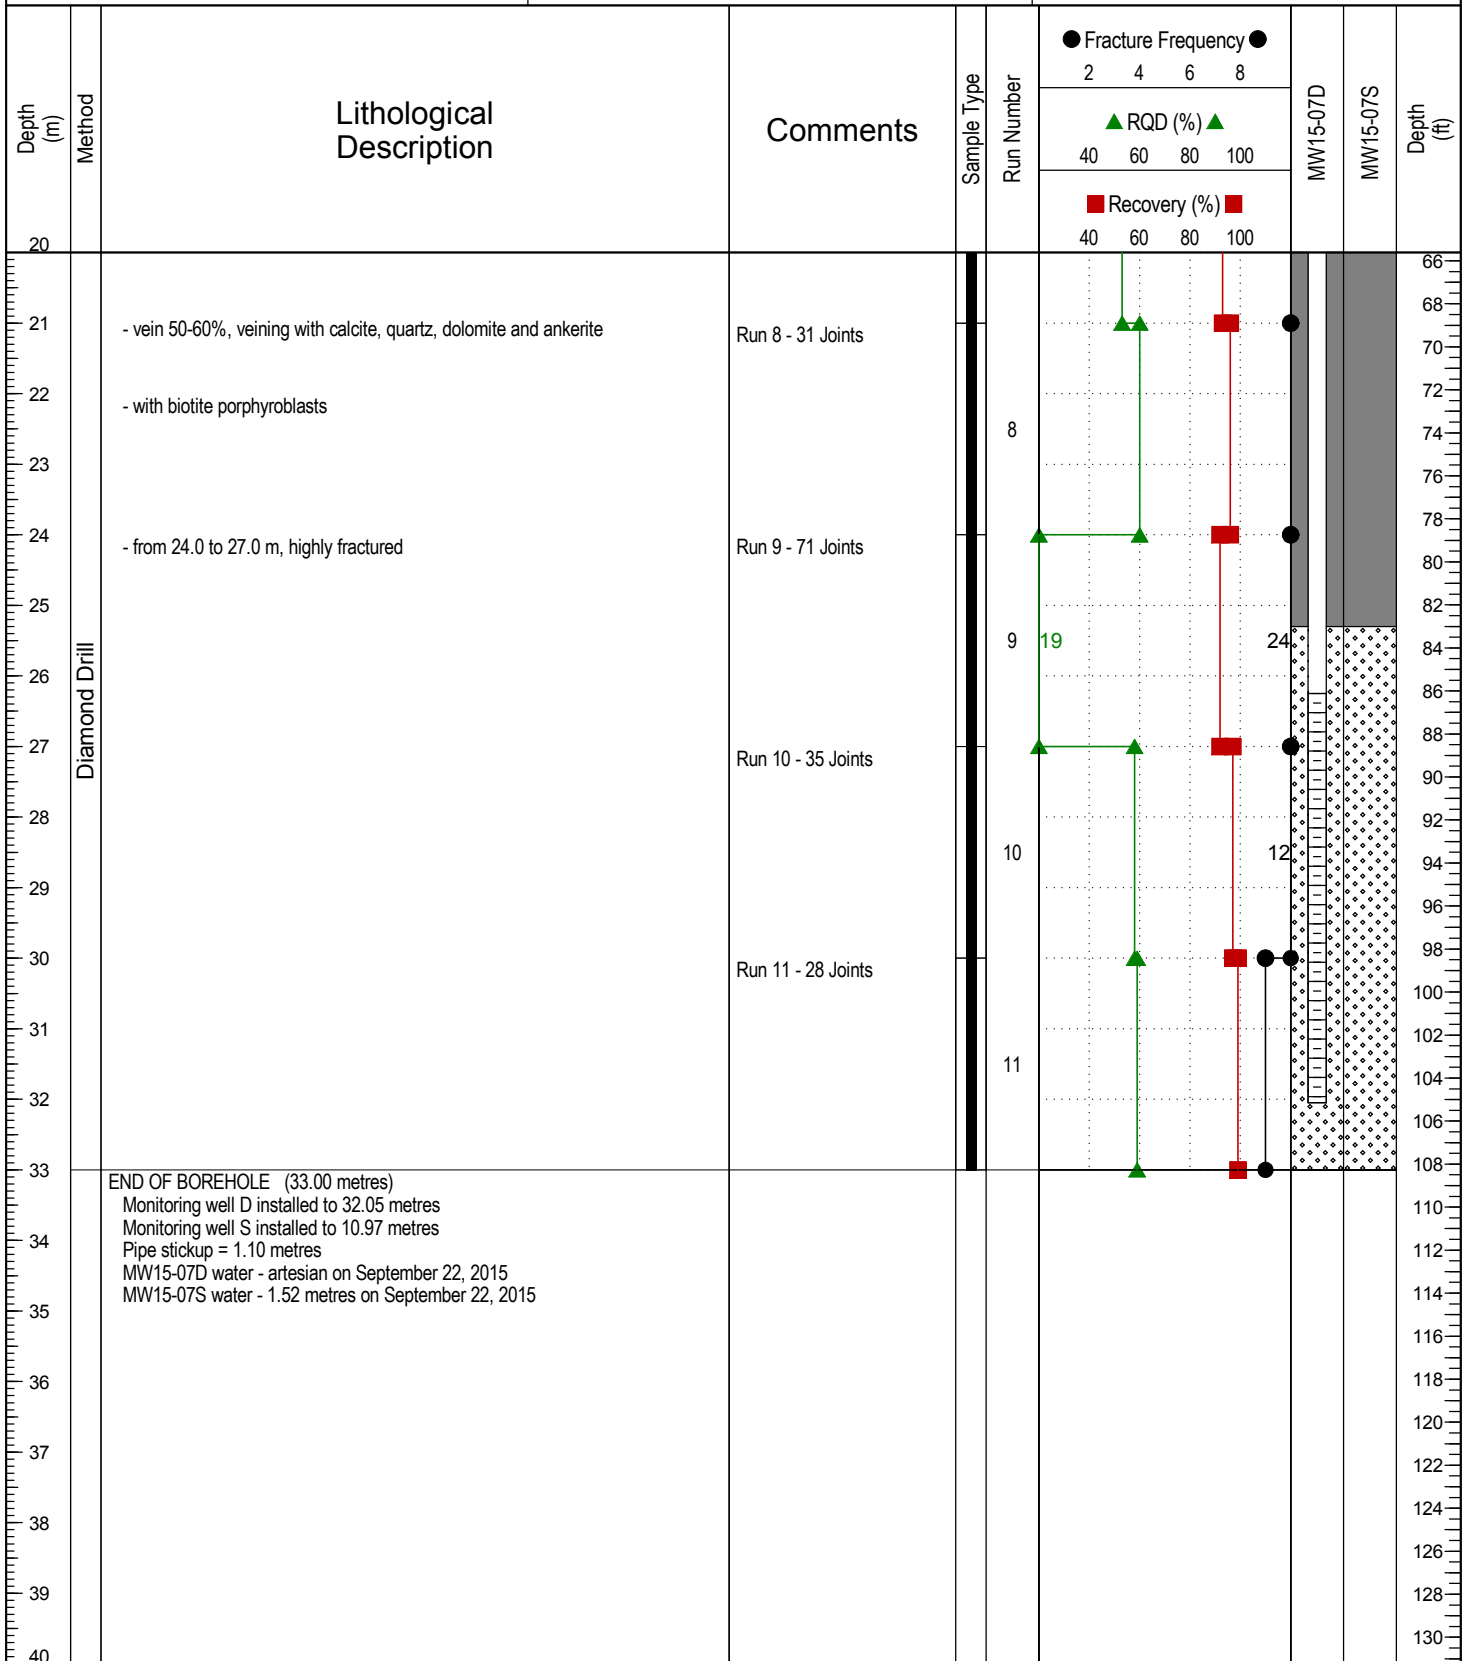 Depth
(m)
Method
Lithological
Description
Comments
Sample Type
Run Number
Fracture Frequency
2 4 6 8
RQD (%)
40 60 80 100
Recovery (%)
40 60 80 100
MW15-07D
MW15-07S
Depth
(ft)
20
66
68
21
- vein 50-60%, veining with calcite, quartz, dolomite and ankerite
Run 8 - 31 Joints
70
72
22
- with biotite porphyroblasts
8
74
23
76
78
24
- from 24.0 to 27.0 m, highly fractured
Run 9 - 71 Joints
80
25
82
Diamond Drill
9
19
24
84
26
86
88
27
Run 10 - 35 Joints
90
28
92
10
12
94
29
96
98
30
Run 11 - 28 Joints
100
31
102
11
104
32
106
33
108
END OF BOREHOLE (33.00 metres)
Monitoring well D installed to 32.05 metres
110
Monitoring well S installed to 10.97 metres
34
Pipe stickup = 1.10 metres
112
MW15-07D water - artesian on September 22, 2015
MW15-07S water - 1.52 metres on September 22, 2015
114
35
116
36
118
120
37
122
124
38
126
39
128
130
40